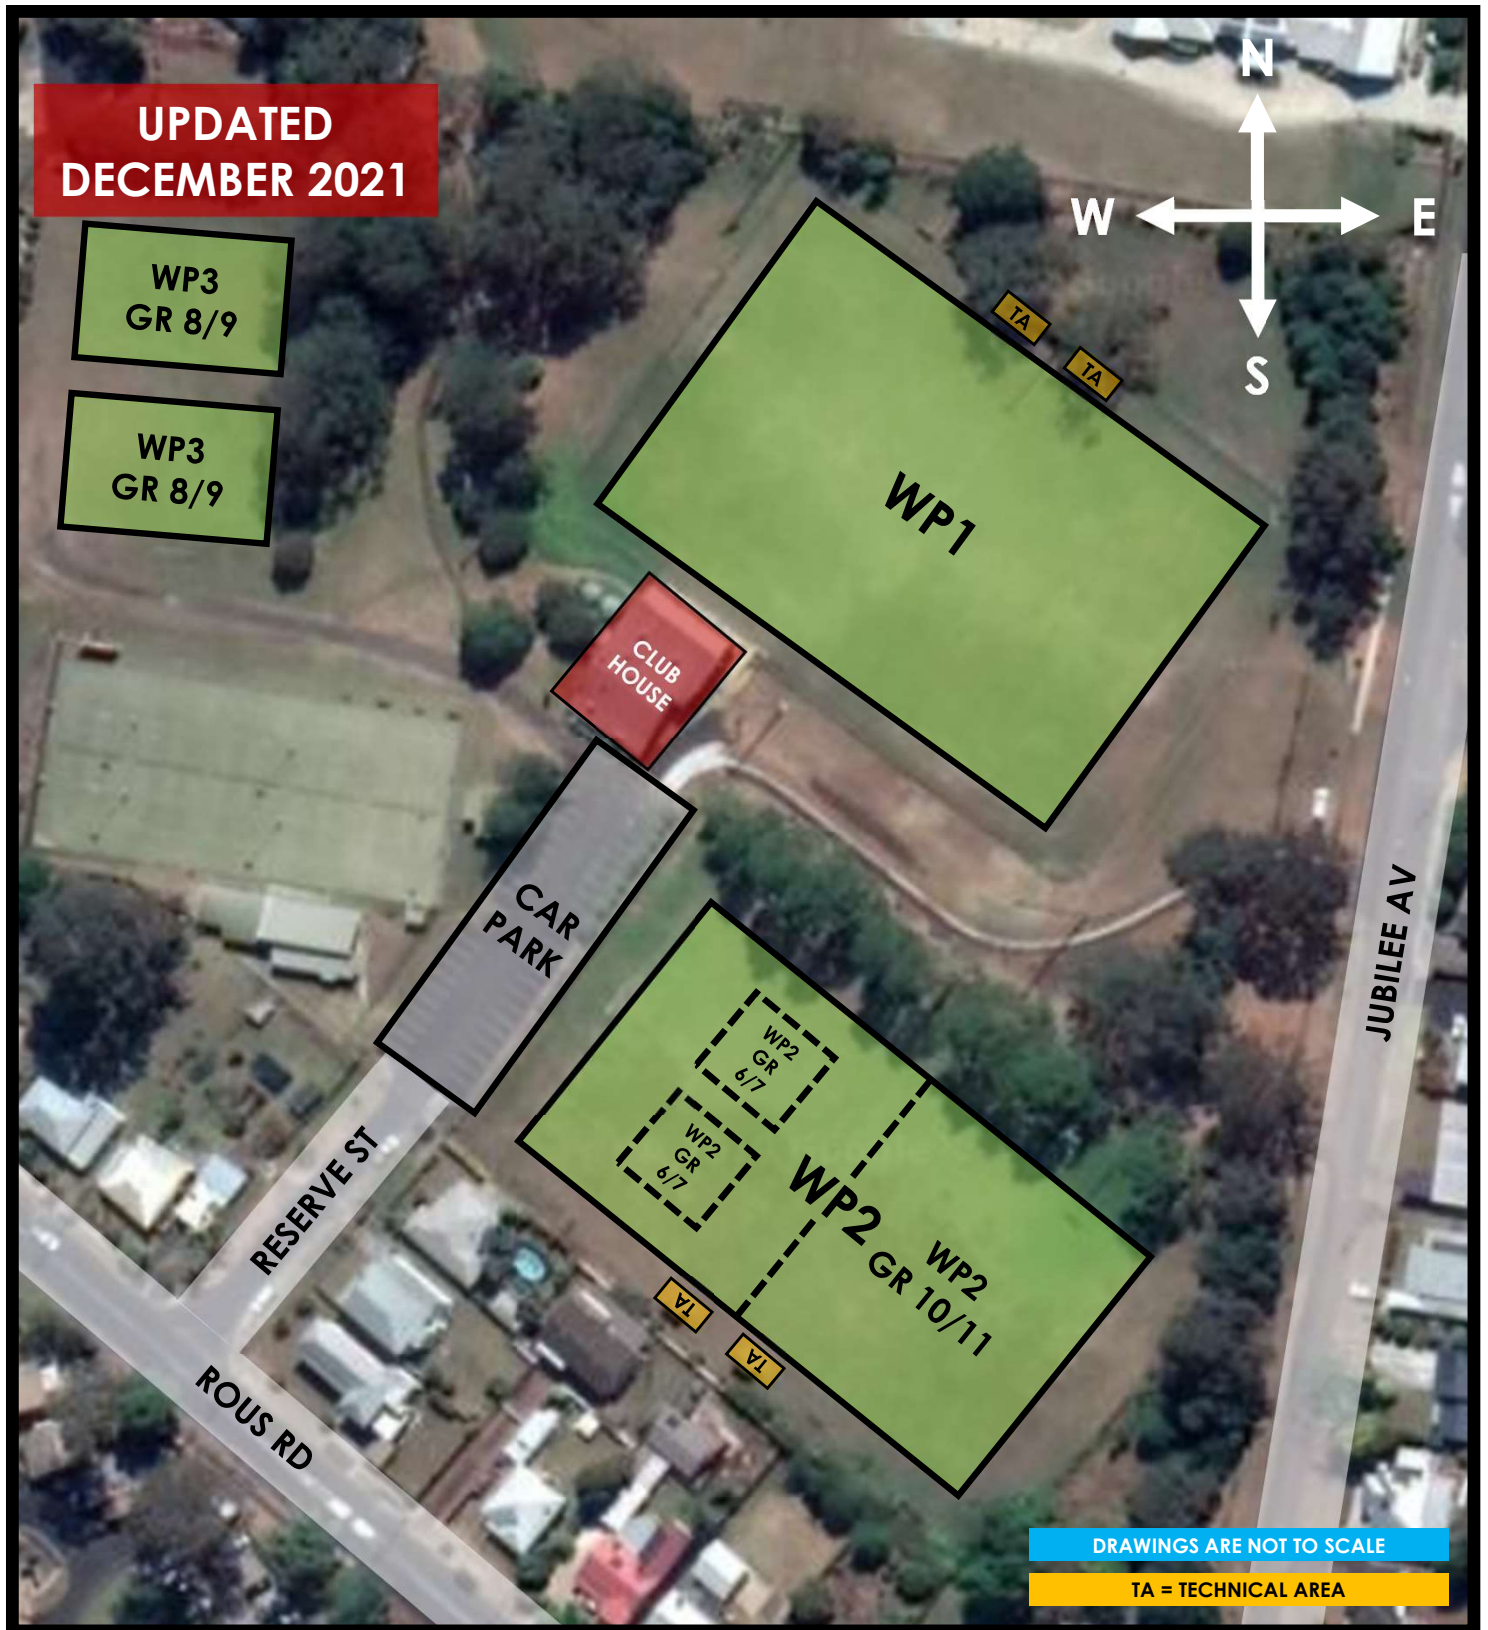 UPDATED
DECEMBER 2021
N
W
E
S
WP3
GR 8/9
WP3
GR 8/9
TA
TA
WP1
CLUB
HOUSE
CAR
PARK
JUBILEE AV
WP2
GR
6/7
WP2
GR
6/7
WP2
WP2
GR 10/11
TA
TA
RESERVE ST
ROUS RD
DRAWINGS ARE NOT TO SCALE
TA = TECHNICAL AREA